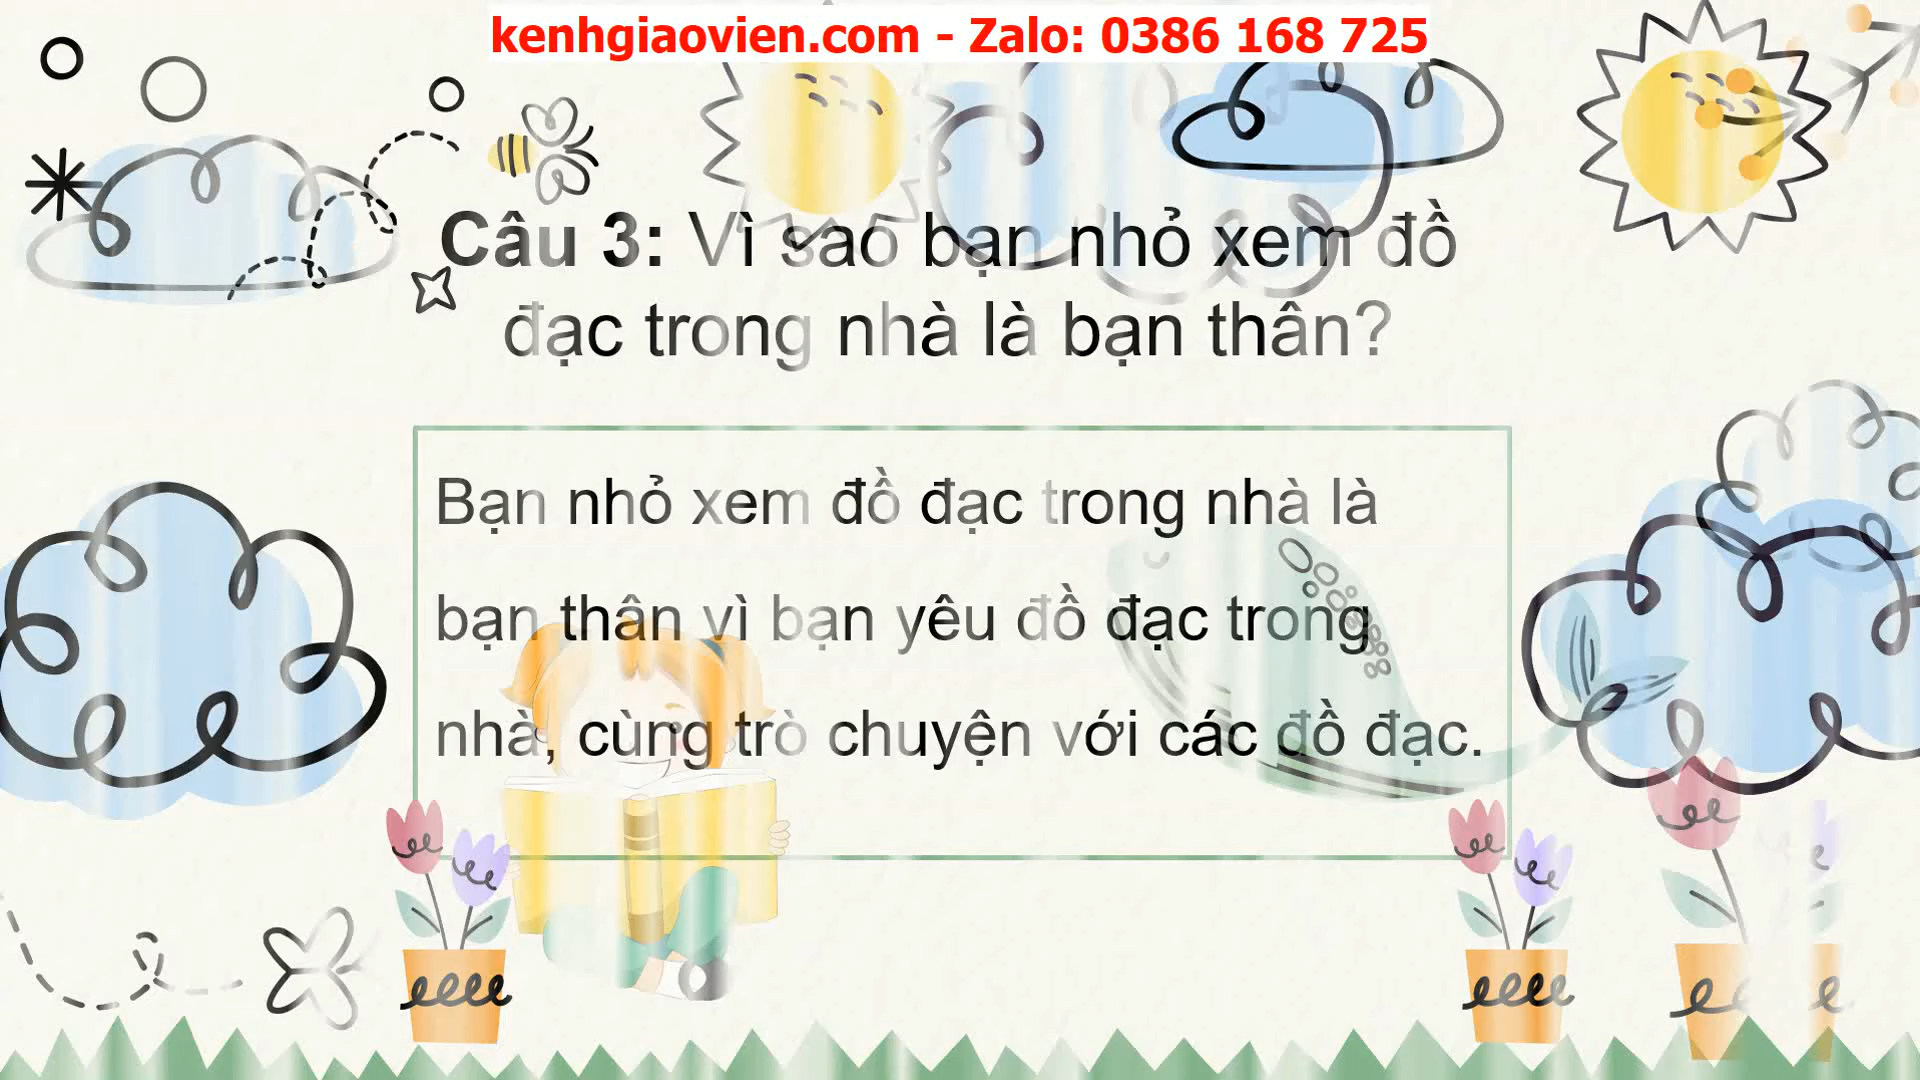 kenhgiaovien.com - Zalo: 0386 168 725
Câu 3: Vì sao bạn nhỏ xem đồ
đạc trong nhà là bạn thân?
Bạn nhỏ xem đồ đạc trong nhà là
bạn thân vì bạn yêu đồ đạc trong
nhà, cùng trò chuyện với các đồ đạc.